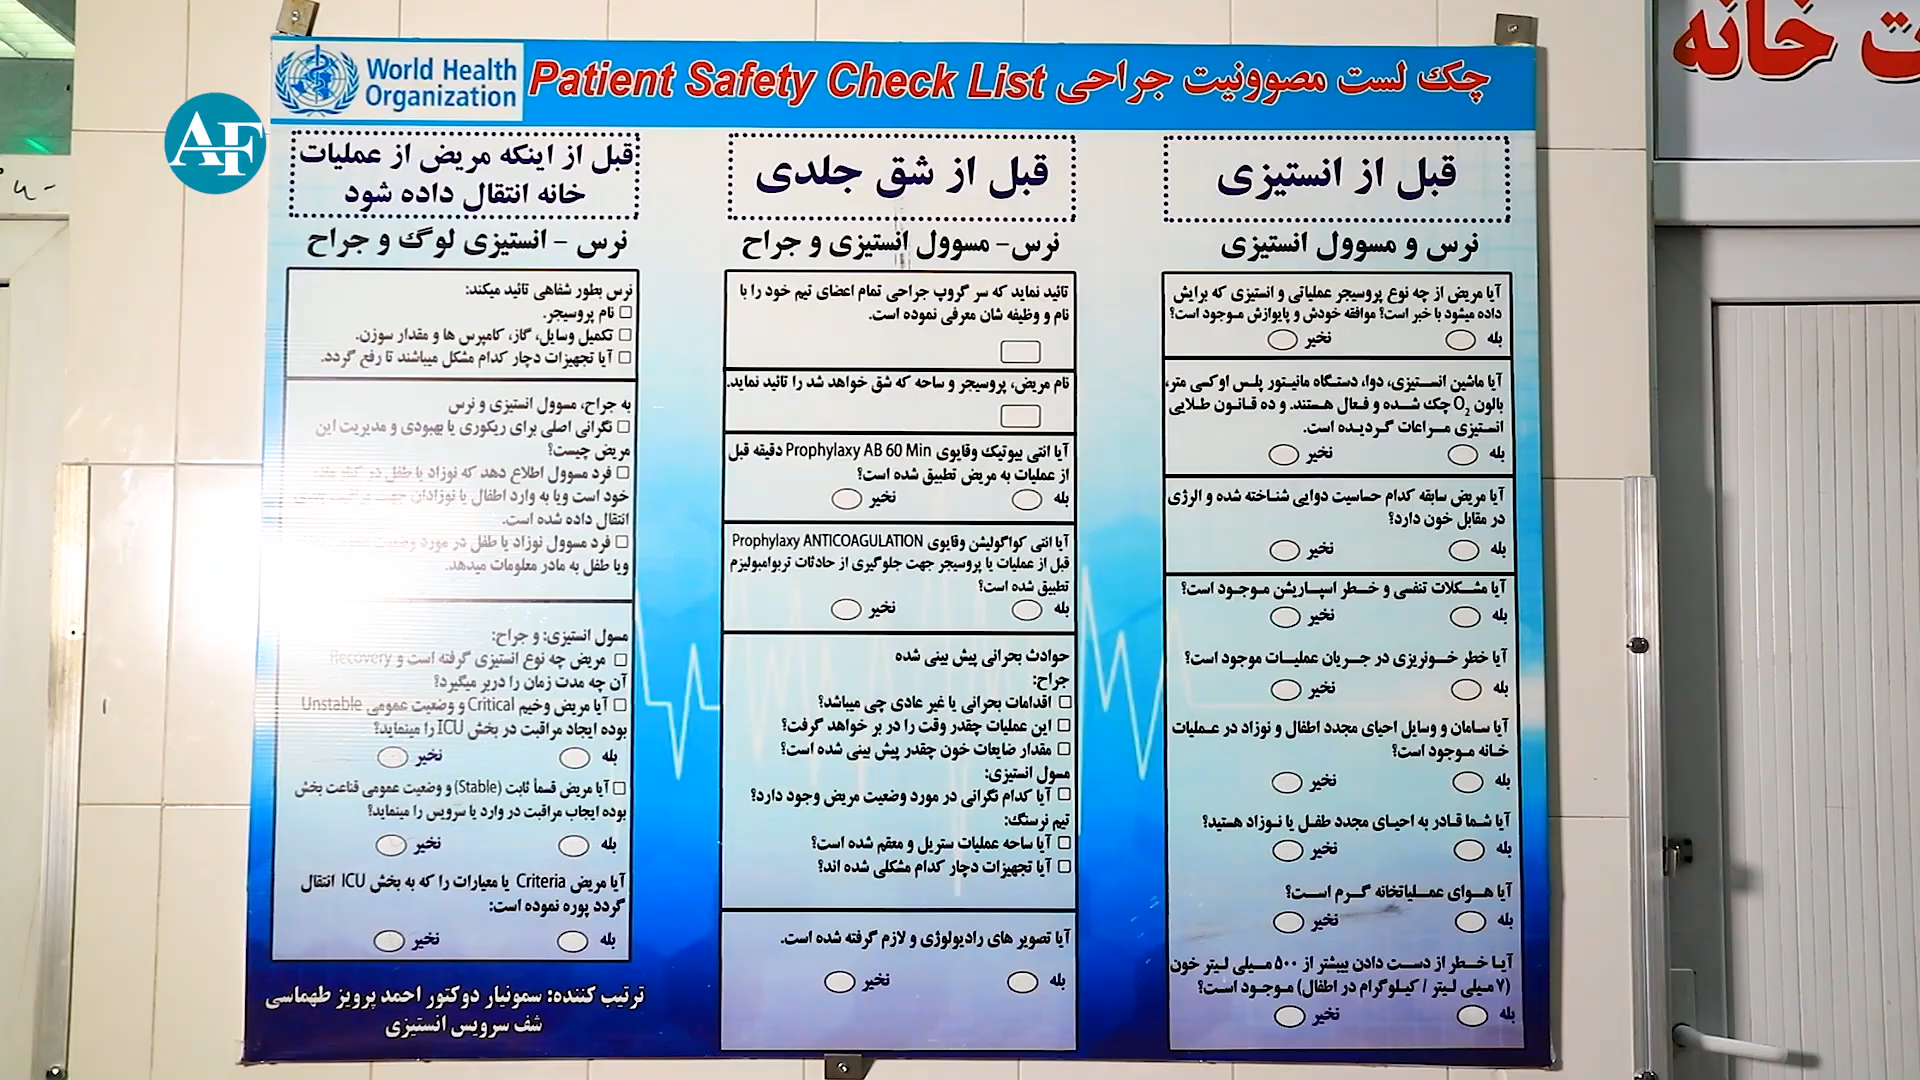 World Health
Organization
Patient Safety Check List چک لست مصوونیت جراحی
AF
ت خانه
قبل از انستیزی
نرس و مسوول انستیزی
آیا مریض از چه نوع پروسیجر عملیاتی و انستیزی که برایش
داده میشود با خبر است؟ موافقه خودش و پایوازش موجود است؟
بله نخیر
آیا ماشین انستیزی، دوا، دستگاه مانیتور پلس اوکسی متر،
بالون O2 چک شده و فعال هستند. و ده قانون طلایی
انستیزی مراعات گردیده است.
بله نخیر
آیا مریض سابقه کدام حساسیت دوایی شناخته شده و الرژی
در مقابل خون دارد؟
بله نخیر
آیا مشکلات تنفسی و خطر اسپاریشن موجود است؟
بله نخیر
آیا خطر خونریزی در جریان عملیات موجود است؟
بله نخیر
آیا سامان و وسایل احیای مجدد اطفال و نوزاد در عملیات
خانه موجود است؟
بله نخیر
آیا شما قادر به احیای مجدد طفل یا نوزاد هستید؟
بله نخیر
آیا هوای عملیاتخانه گرم است؟
بله نخیر
آیا خطر از دست دادن بیشتر از ۵۰۰ میلی لیتر خون
(۷ میلی لیتر / کیلوگرام در اطفال) موجود است؟
بله نخیر
قبل از شق جلدی
نرس- مسوول انستیزی و جراح
تائید نماید که سر گروپ جراحی تمام اعضای تیم خود را با
نام و وظیفه شان معرفی نموده است.
نام مریض، پروسیجر و ساحه که شق خواهد شد را تائید نماید.
آیا انتی بیوتیک وقایوی Prophylaxy AB 60 Min دقیقه قبل
از عملیات به مریض تطبیق شده است؟
بله نخیر
آیا انتی کواگولیشن وقایوی Prophylaxy ANTICOAGULATION
قبل از عملیات یا پروسیجر جهت جلوگیری از حادثات تربوامبولیزم
تطبیق شده است؟
بله نخیر
حوادث بحرانی پیش بینی شده
جراح:
□ اقدامات بحرانی یا غیر عادی چی میباشد؟
□ این عملیات چقدر وقت را در بر خواهد گرفت؟
□ مقدار ضایعات خون چقدر پیش بینی شده است؟
مسول انستیزی:
□ آیا کدام نگرانی در مورد وضعیت مریض وجود دارد؟
تیم نرسنگ:
□ آیا ساحه عملیات ستریل و معقم شده است؟
□ آیا تجهیزات دچار کدام مشکلی شده اند؟
آیا تصویر های رادیولوژی و لازم گرفته شده است.
بله نخیر
قبل از اینکه مریض از عملیات
خانه انتقال داده شود
نرس - انستیزی لوگ و جراح
نرس بطور شفاهی تائید میکند:
□ نام پروسیجر.
□ تکمیل وسایل، گاز، کامپرس ها و مقدار سوزن.
□ آیا تجهیزات دچار کدام مشکل میباشند تا رفع گردد.
به جراح، مسوول انستیزی و نرس
□ نگرانی اصلی برای ریکوری یا بهبودی و مدیریت این
مریض چیست؟
□ فرد مسوول اطلاع دهد که نوزاد یا طفل در
خود است ویا به وارد اطفال یا نوزادان جهت
انتقال داده شده است.
□ فرد مسوول نوزاد یا طفل در مورد وضعیت
ویا طفل به مادر معلومات میدهد.
مسول انستیزی: و جراح:
□ مریض چه نوع انستیزی گرفته است و Recovery
آن چه مدت زمان را دربر میگیرد؟
□ آیا مریض وخیم Critical و وضعیت عمومی Unstable
بوده ایجاد مراقبت در بخش ICU را مینماید؟
بله نخیر
□ آیا مریض قسماً ثابت (Stable) و وضعیت عمومی قناعت بخش
بوده ایجاب مراقبت در وارد یا سرویس را مینماید؟
بله نخیر
آیا مریض Criteria یا معیارات را که به بخش ICU انتقال
گردد پوره نموده است:
بله نخیر
ترتیب کننده: سمونیار دوکتور احمد پرویز طهماسی
شف سرویس انستیزی